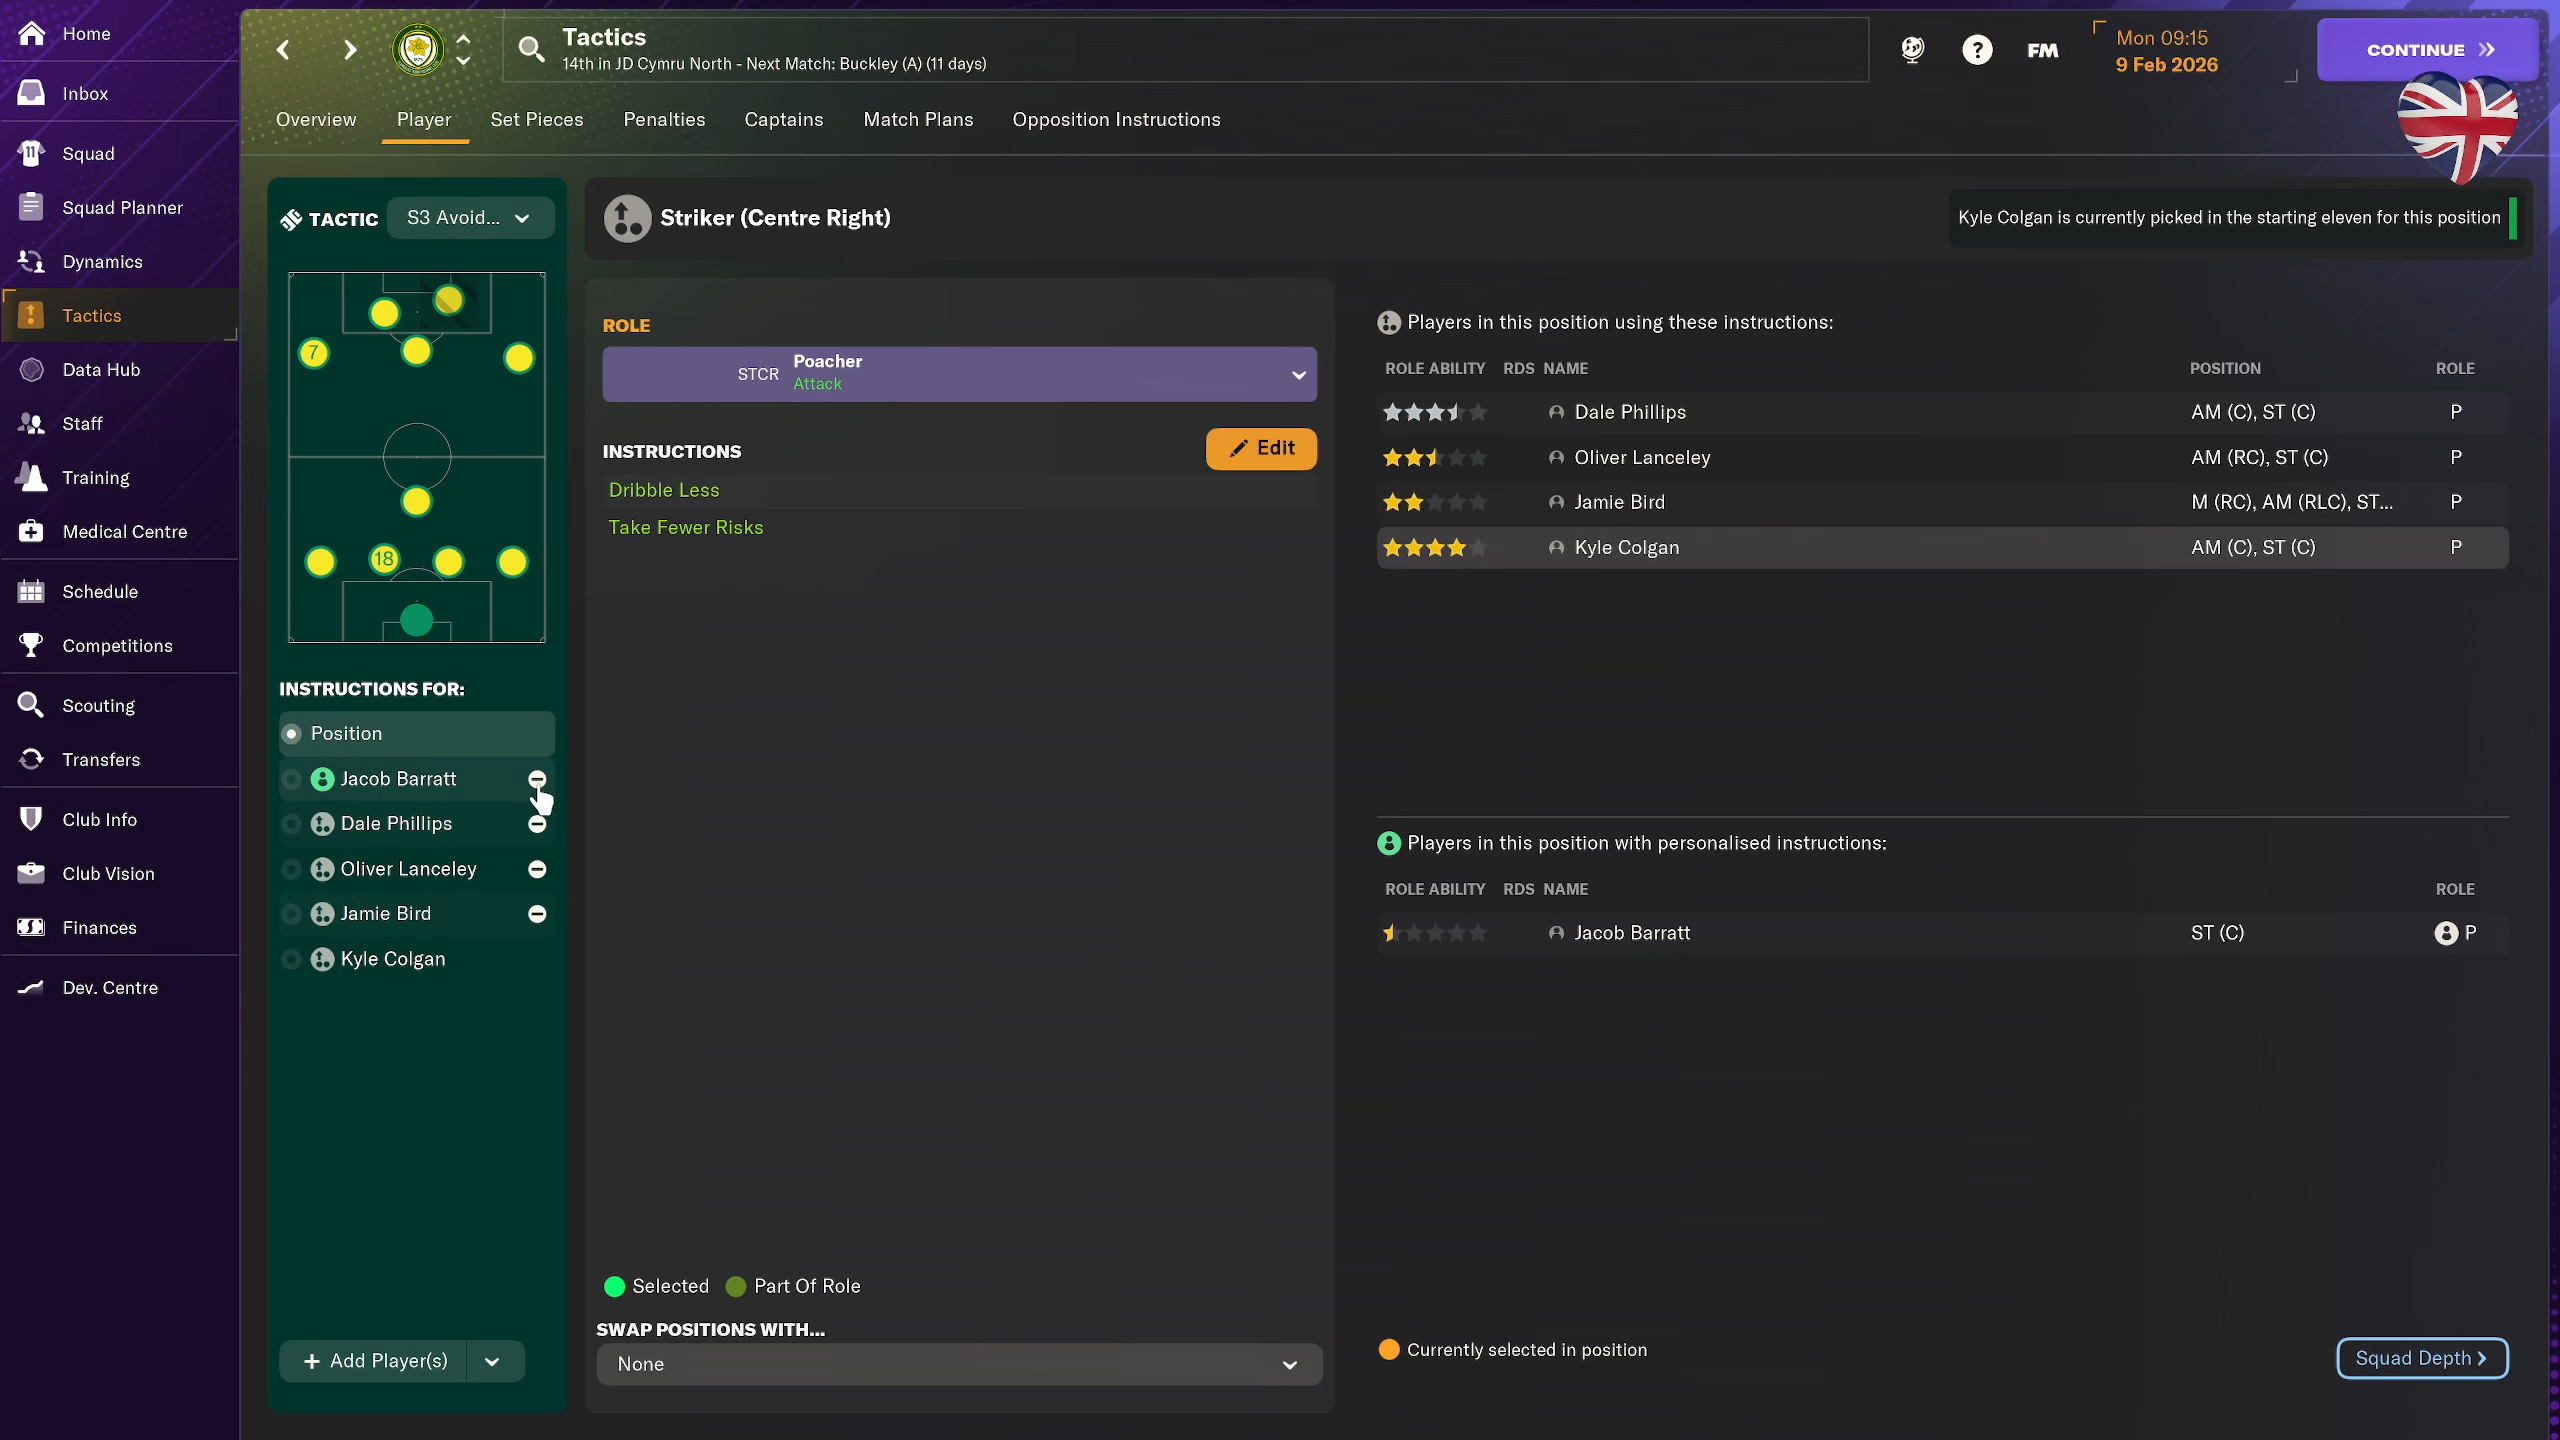 Home
Inbox
Squad
Squad Planner
Dynamics
Tactics
Data Hub
Staff
Training
Medical Centre
Schedule
Competitions
Scouting
Transfers
Club Info
Club Vision
Finances
Dev. Centre
Tactics
14th in JD Cymru North - Next Match: Buckley (A) (11 days)
FM
Mon 09:15
9 Feb 2026
CONTINUE
Overview
Player
Set Pieces
Penalties
Captains
Match Plans
Opposition Instructions
TACTIC
S3 Avoid...
7
18
INSTRUCTIONS FOR:
Position
Jacob Barratt
Dale Phillips
Oliver Lanceley
Jamie Bird
Kyle Colgan
+ Add Player(s)
Striker (Centre Right)
Kyle Colgan is currently picked in the starting eleven for this position
ROLE
STCR
Poacher
Attack
INSTRUCTIONS
Edit
Dribble Less
Take Fewer Risks
Selected
Part Of Role
SWAP POSITIONS WITH...
None
Players in this position using these instructions:
ROLE ABILITY RDS NAME POSITION ROLE
Dale Phillips AM (C), ST (C) P
Oliver Lanceley AM (RC), ST (C) P
Jamie Bird M (RC), AM (RLC), ST... P
Kyle Colgan AM (C), ST (C) P
Players in this position with personalised instructions:
ROLE ABILITY RDS NAME ROLE
Jacob Barratt ST (C) P
Currently selected in position
Squad Depth